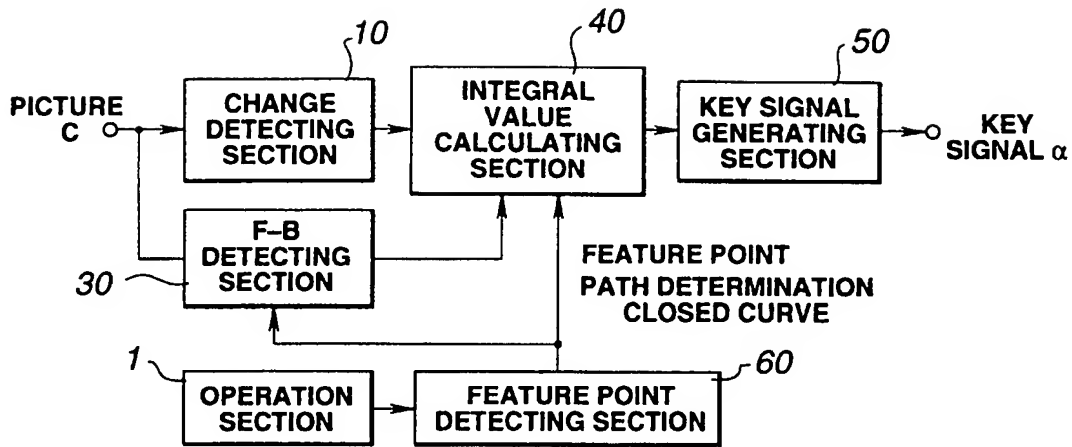 10
40
50
PICTURE
C
CHANGE
DETECTING
SECTION
INTEGRAL
VALUE
CALCULATING
SECTION
KEY SIGNAL
GENERATING
SECTION
KEY
SIGNAL α
F–B
DETECTING
SECTION
30
FEATURE POINT
PATH DETERMINATION
CLOSED CURVE
1
60
OPERATION
SECTION
FEATURE POINT
DETECTING SECTION